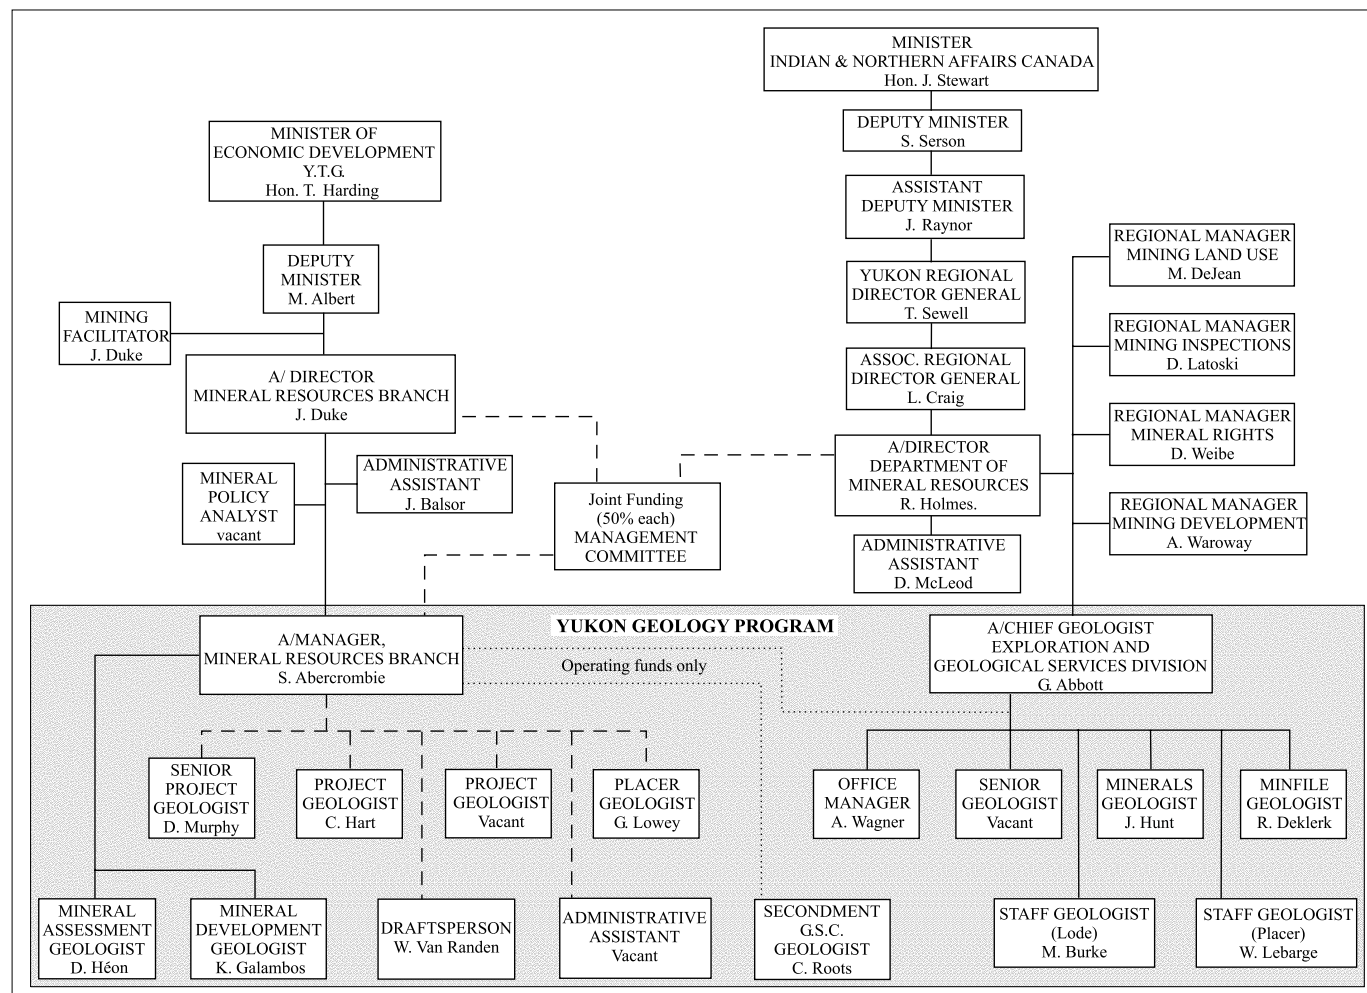 MINISTER
INDIAN & NORTHERN AFFAIRS CANADA
Hon. J. Stewart
DEPUTY MINISTER
S. Serson
MINISTER OF
ECONOMIC DEVELOPMENT
Y.T.G.
Hon. T. Harding
ASSISTANT
DEPUTY MINISTER
J. Raynor
REGIONAL MANAGER
MINING LAND USE
M. DeJean
DEPUTY
MINISTER
M. Albert
YUKON REGIONAL
DIRECTOR GENERAL
T. Sewell
MINING
FACILITATOR
J. Duke
REGIONAL MANAGER
MINING INSPECTIONS
D. Latoski
A/ DIRECTOR
MINERAL RESOURCES BRANCH
J. Duke
ASSOC. REGIONAL
DIRECTOR GENERAL
L. Craig
REGIONAL MANAGER
MINERAL RIGHTS
D. Weibe
MINERAL
POLICY
ANALYST
vacant
ADMINISTRATIVE
ASSISTANT
J. Balsor
Joint Funding
(50% each)
MANAGEMENT
COMMITTEE
A/DIRECTOR
DEPARTMENT OF
MINERAL RESOURCES
R. Holmes.
REGIONAL MANAGER
MINING DEVELOPMENT
A. Waroway
ADMINISTRATIVE
ASSISTANT
D. McLeod
YUKON GEOLOGY PROGRAM
A/MANAGER,
MINERAL RESOURCES BRANCH
S. Abercrombie
Operating funds only
A/CHIEF GEOLOGIST
EXPLORATION AND
GEOLOGICAL SERVICES DIVISION
G. Abbott
SENIOR
PROJECT
GEOLOGIST
D. Murphy
PROJECT
GEOLOGIST
C. Hart
PROJECT
GEOLOGIST
Vacant
PLACER
GEOLOGIST
G. Lowey
OFFICE
MANAGER
A. Wagner
SENIOR
GEOLOGIST
Vacant
MINERALS
GEOLOGIST
J. Hunt
MINFILE
GEOLOGIST
R. Deklerk
MINERAL
ASSESSMENT
GEOLOGIST
D. Héon
MINERAL
DEVELOPMENT
GEOLOGIST
K. Galambos
DRAFTSPERSON
W. Van Randen
ADMINISTRATIVE
ASSISTANT
Vacant
SECONDMENT
G.S.C.
GEOLOGIST
C. Roots
STAFF GEOLOGIST
(Lode)
M. Burke
STAFF GEOLOGIST
(Placer)
W. Lebarge